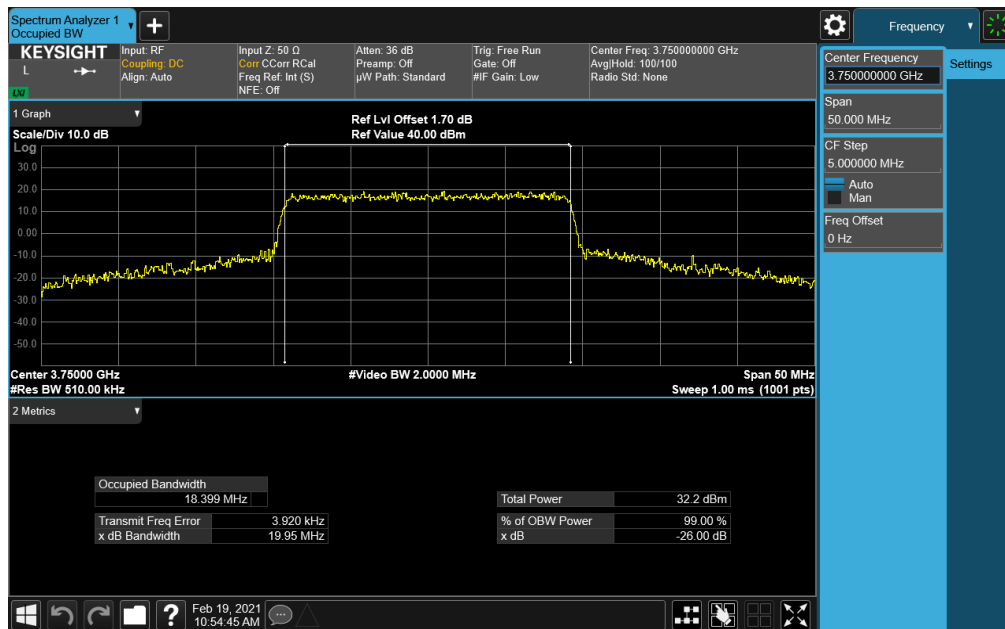 Spectrum Analyzer 1
Occupied BW
Frequency
KEYSIGHT
L
LXI
Input: RF
Coupling: DC
Align: Auto
Input Z: 50 Ω
Corr CCorr RCal
Freq Ref: Int (S)
NFE: Off
Atten: 36 dB
Preamp: Off
µW Path: Standard
Trig: Free Run
Gate: Off
#IF Gain: Low
Center Freq: 3.750000000 GHz
Avg|Hold: 100/100
Radio Std: None
Center Frequency
3.750000000 GHz
Settings
Span
50.000 MHz
CF Step
5.000000 MHz
Auto
Man
Freq Offset
0 Hz
1 Graph
Scale/Div 10.0 dB
Ref Lvl Offset 1.70 dB
Ref Value 40.00 dBm
Log
30.0
20.0
10.0
0.00
-10.0
-20.0
-30.0
-40.0
-50.0
Center 3.75000 GHz
#Video BW 2.0000 MHz
Span 50 MHz
#Res BW 510.00 kHz
Sweep 1.00 ms (1001 pts)
2 Metrics
Occupied Bandwidth
18.399 MHz
Total Power 32.2 dBm
Transmit Freq Error 3.920 kHz
% of OBW Power 99.00 %
x dB Bandwidth 19.95 MHz
x dB -26.00 dB
?
Feb 19, 2021
10:54:45 AM